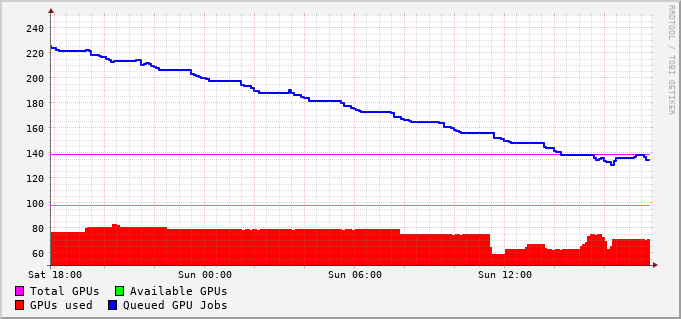 RRDTOOL / TOBI OETIKER
240
220
200
180
160
140
120
100
80
60
Sat 18:00 Sun 00:00 Sun 06:00 Sun 12:00
Total GPUs Available GPUs
GPUs used Queued GPU Jobs